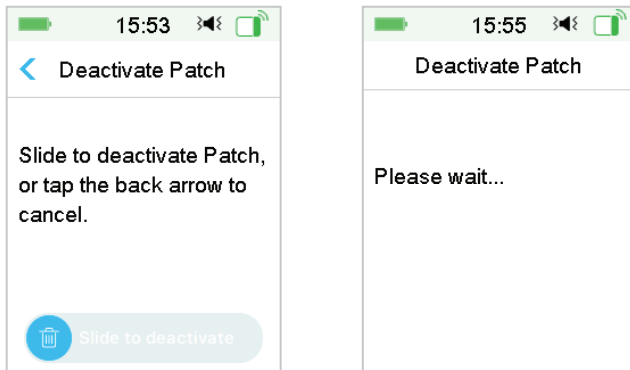 15:53
Deactivate Patch
Slide to deactivate Patch,
or tap the back arrow to
cancel.
Slide to deactivate
15:55
Deactivate Patch
Please wait...